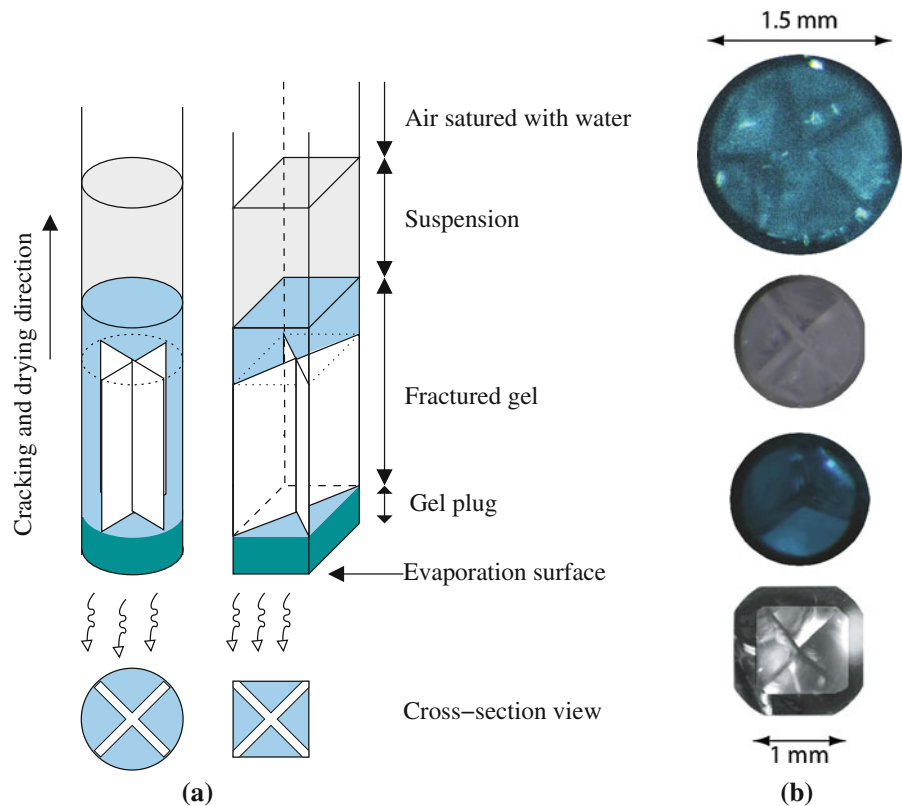 1.5 mm
Air satured with water
Suspension
Cracking and drying direction
Fractured gel
Gel plug
Evaporation surface
Cross−section view
1 mm
(a)
(b)